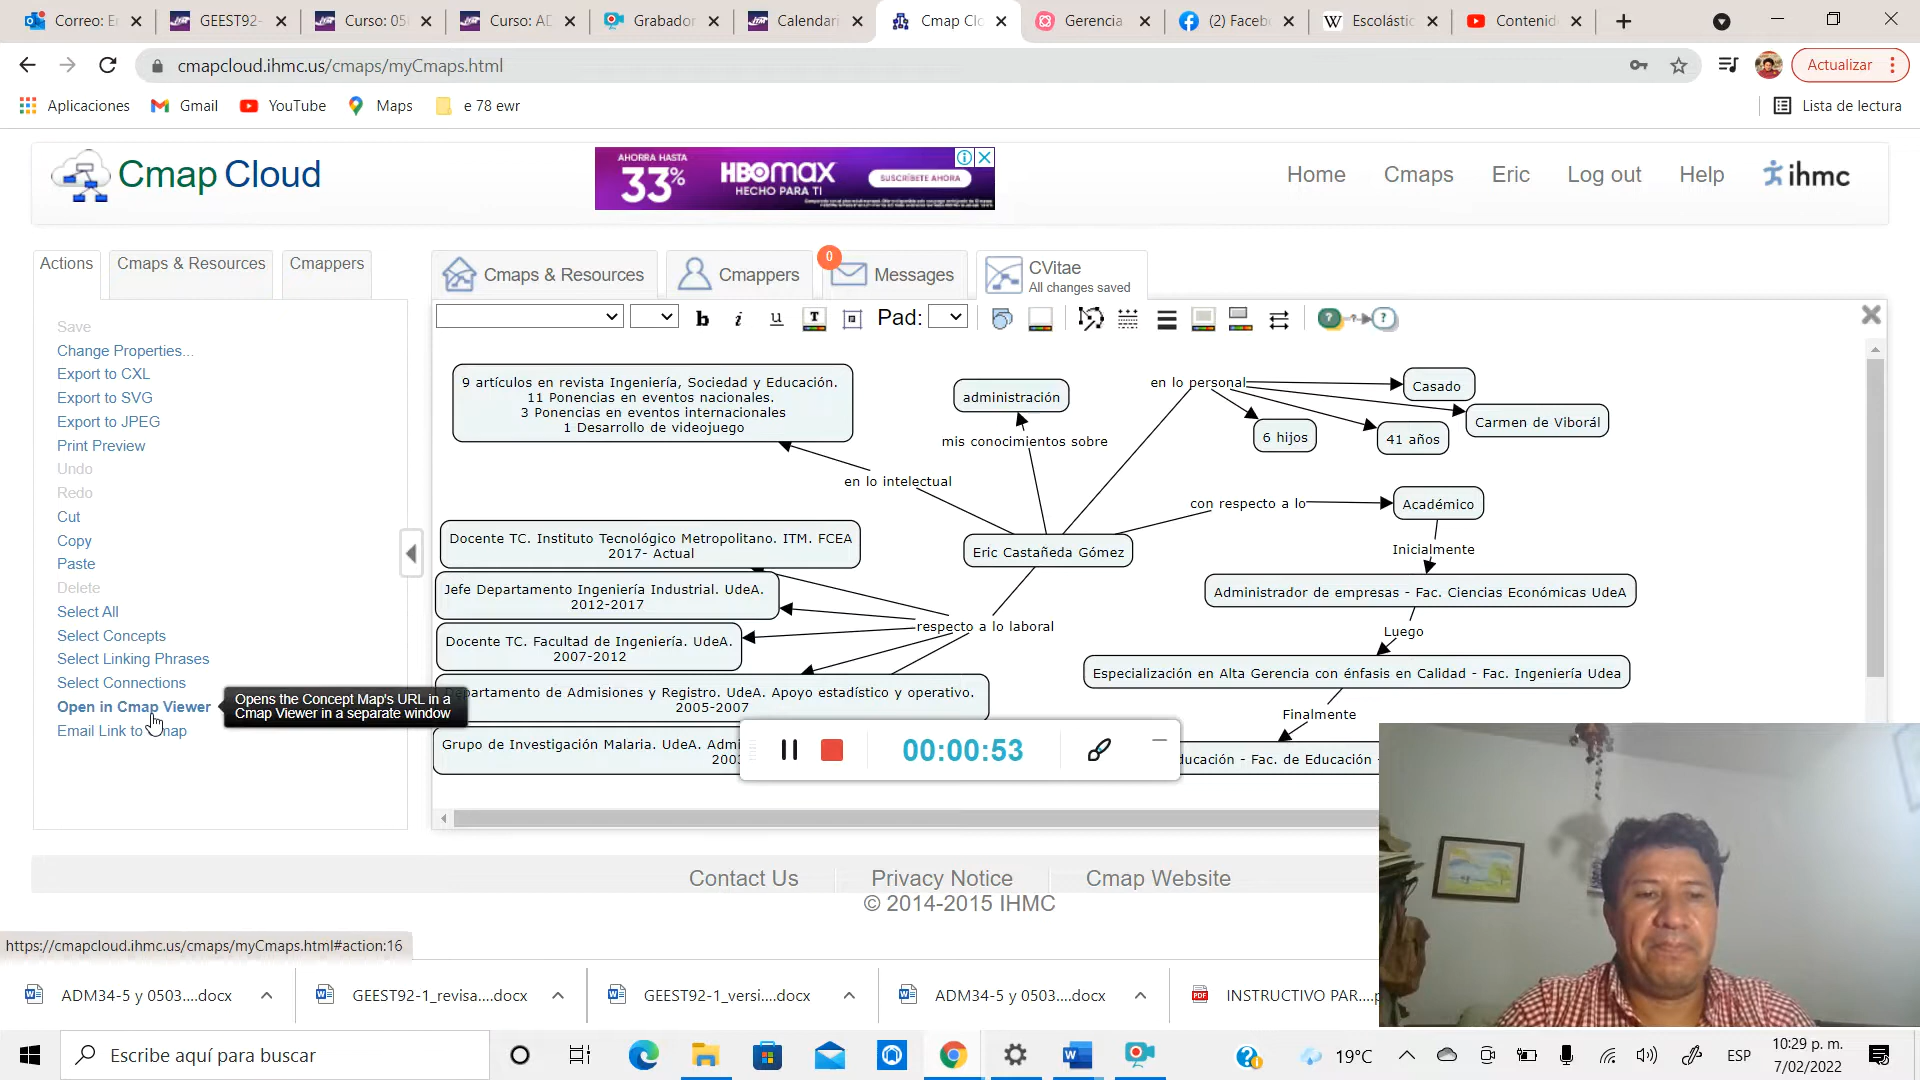 Correo: E
GEEST92-
Curso: 05
Curso: AD
Grabador
Calendari
Cmap Clo
Gerencia
(2) Faceb
Escolástic
Contenid
cmapcloud.ihmc.us/cmaps/myCmaps.html
Actualizar
Aplicaciones
Gmail
YouTube
Maps
e 78 ewr
Lista de lectura
Cmap Cloud
AHORA HASTA
33%
HBOMAX
HECHO PARA TI
SUSCRÍBETE AHORA
Home
Cmaps
Eric
Log out
Help
ihmc
Actions
Cmaps & Resources
Cmappers
Cmaps & Resources
Cmappers
0
Messages
CVitae
All changes saved
b
i
u
T
Pad:
Save
Change Properties...
Export to CXL
Export to SVG
Export to JPEG
Print Preview
Undo
Redo
Cut
Copy
Paste
Delete
Select All
Select Concepts
Select Linking Phrases
Select Connections
Open in Cmap Viewer
Email Link to map
Opens the Concept Map's URL in a
Cmap Viewer in a separate window
9 artículos en revista Ingeniería, Sociedad y Educación.
11 Ponencias en eventos nacionales.
3 Ponencias en eventos internacionales
1 Desarrollo de videojuego
administración
mis conocimientos sobre
en lo personal
Casado
Carmen de Viborál
6 hijos
41 años
en lo intelectual
con respecto a lo
Académico
Inicialmente
Docente TC. Instituto Tecnológico Metropolitano. ITM. FCEA
2017- Actual
Eric Castañeda Gómez
Jefe Departamento Ingeniería Industrial. UdeA.
2012-2017
Administrador de empresas - Fac. Ciencias Económicas UdeA
respecto a lo laboral
Luego
Docente TC. Facultad de Ingeniería. UdeA.
2007-2012
Especialización en Alta Gerencia con énfasis en Calidad - Fac. Ingeniería Udea
epartamento de Admisiones y Registro. UdeA. Apoyo estadístico y operativo.
2005-2007
Finalmente
Grupo de Investigación Malaria. UdeA. Admi
200
ducación - Fac. de Educación -
00:00:53
Contact Us
Privacy Notice
Cmap Website
© 2014-2015 IHMC
https://cmapcloud.ihmc.us/cmaps/myCmaps.html#action:16
ADM34-5 y 0503....docx
GEEST92-1_revisa....docx
GEEST92-1_versi....docx
ADM34-5 y 0503....docx
INSTRUCTIVO PAR....p
Escribe aquí para buscar
19°C
ESP
10:29 p. m.
7/02/2022